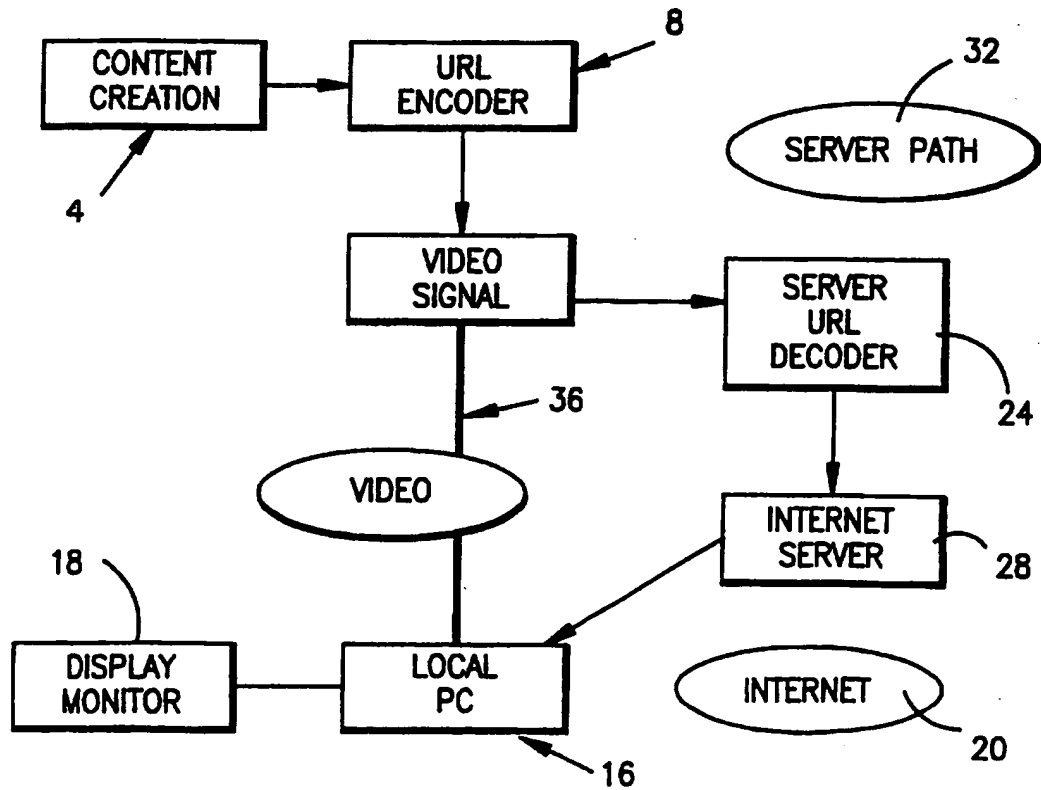 CONTENT
CREATION
4
URL
ENCODER
8
32
SERVER PATH
VIDEO
SIGNAL
SERVER
URL
DECODER
24
36
VIDEO
INTERNET
SERVER
28
18
DISPLAY
MONITOR
LOCAL
PC
16
INTERNET
20